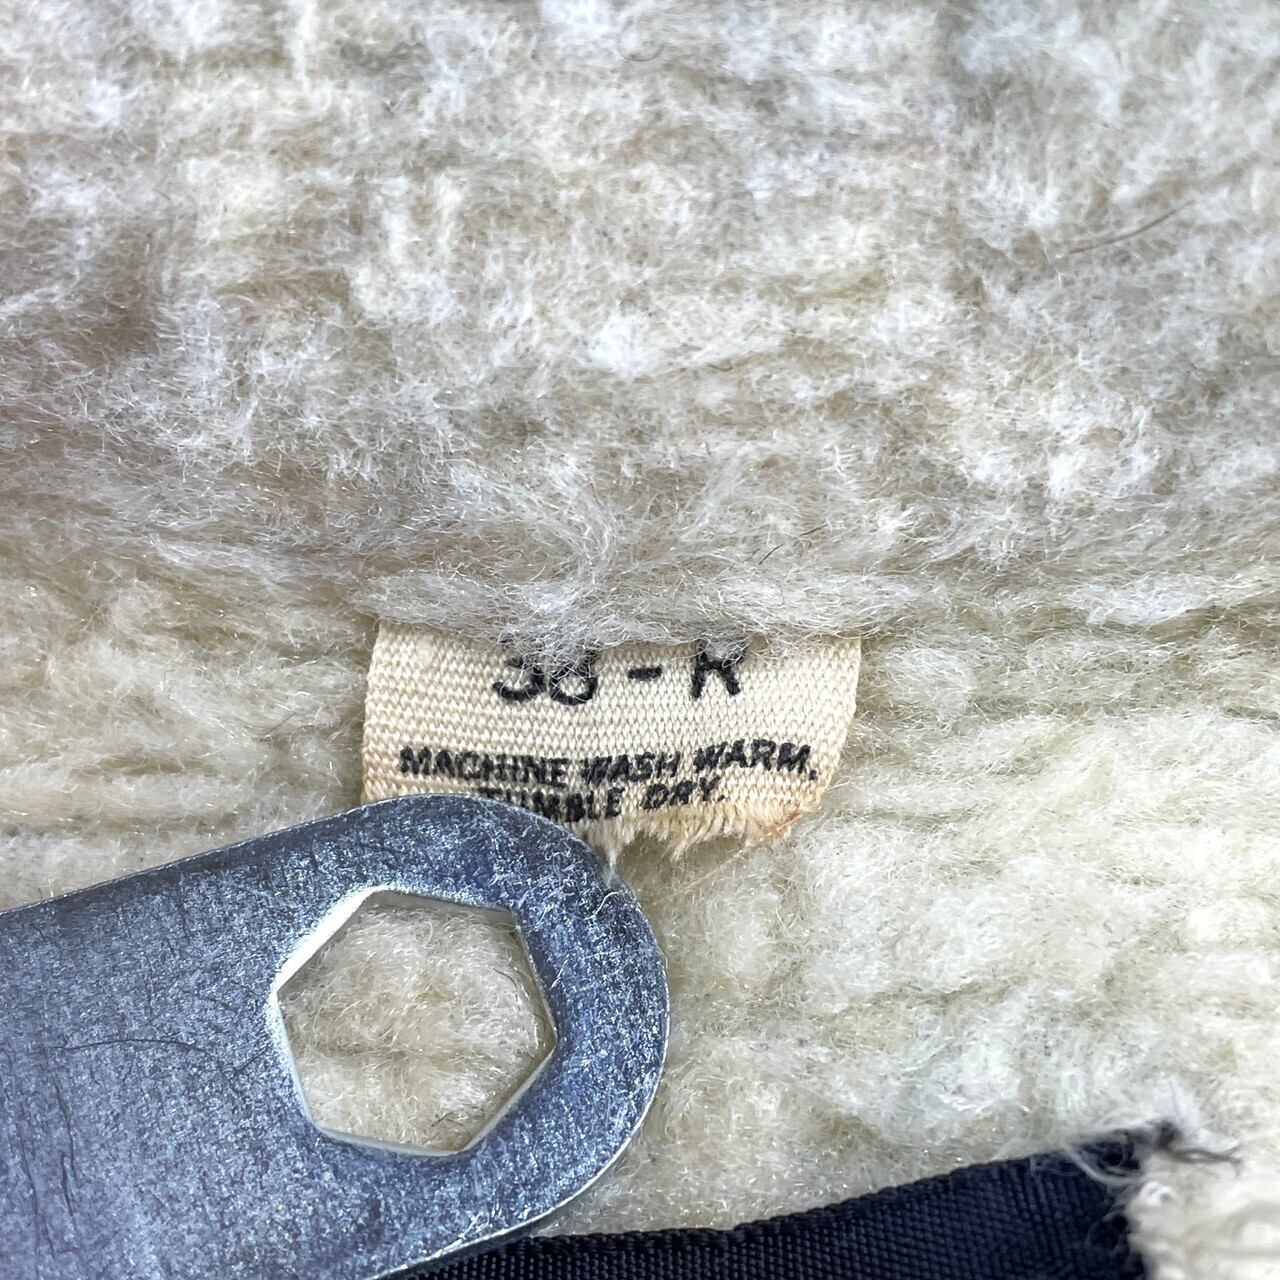 38-R
MACHINE WASH WARM,
TUMBLE DRY.